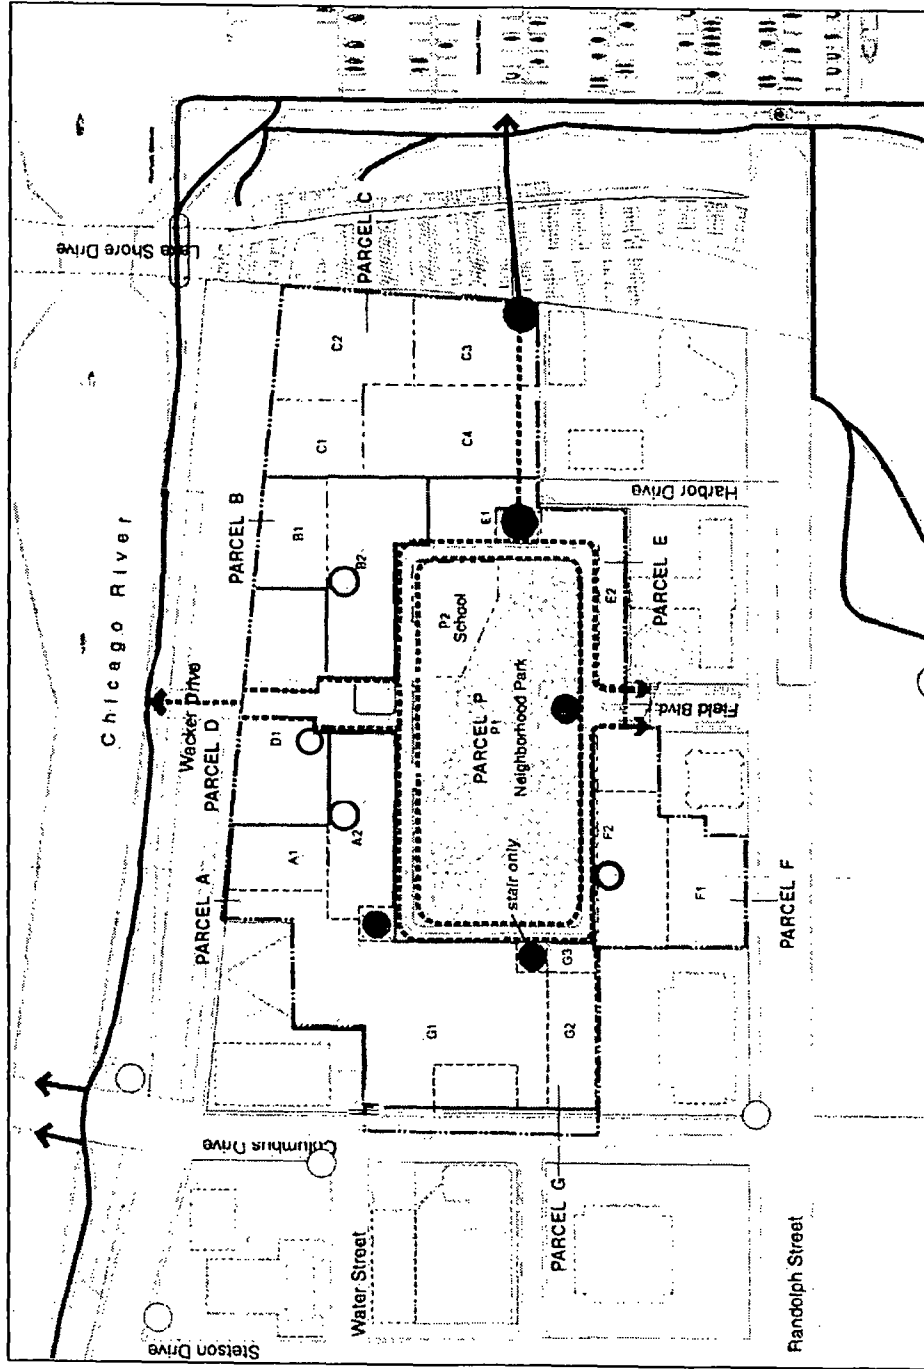 Chicago River
Lake Shore Drive
Wacker Drive
PARCEL A
PARCEL D
PARCEL B
PARCEL C
A1
D1
B1
C1
C2
A2
B2
C3
C4
G1
P2
School
E1
PARCEL P
P1
Neighborhood Park
stair only
G2
G3
F2
E2
F1
PARCEL G
PARCEL F
PARCEL E
Field Blvd.
Harbor Drive
Columbus Drive
Stetson Drive
Water Street
Randolph Street